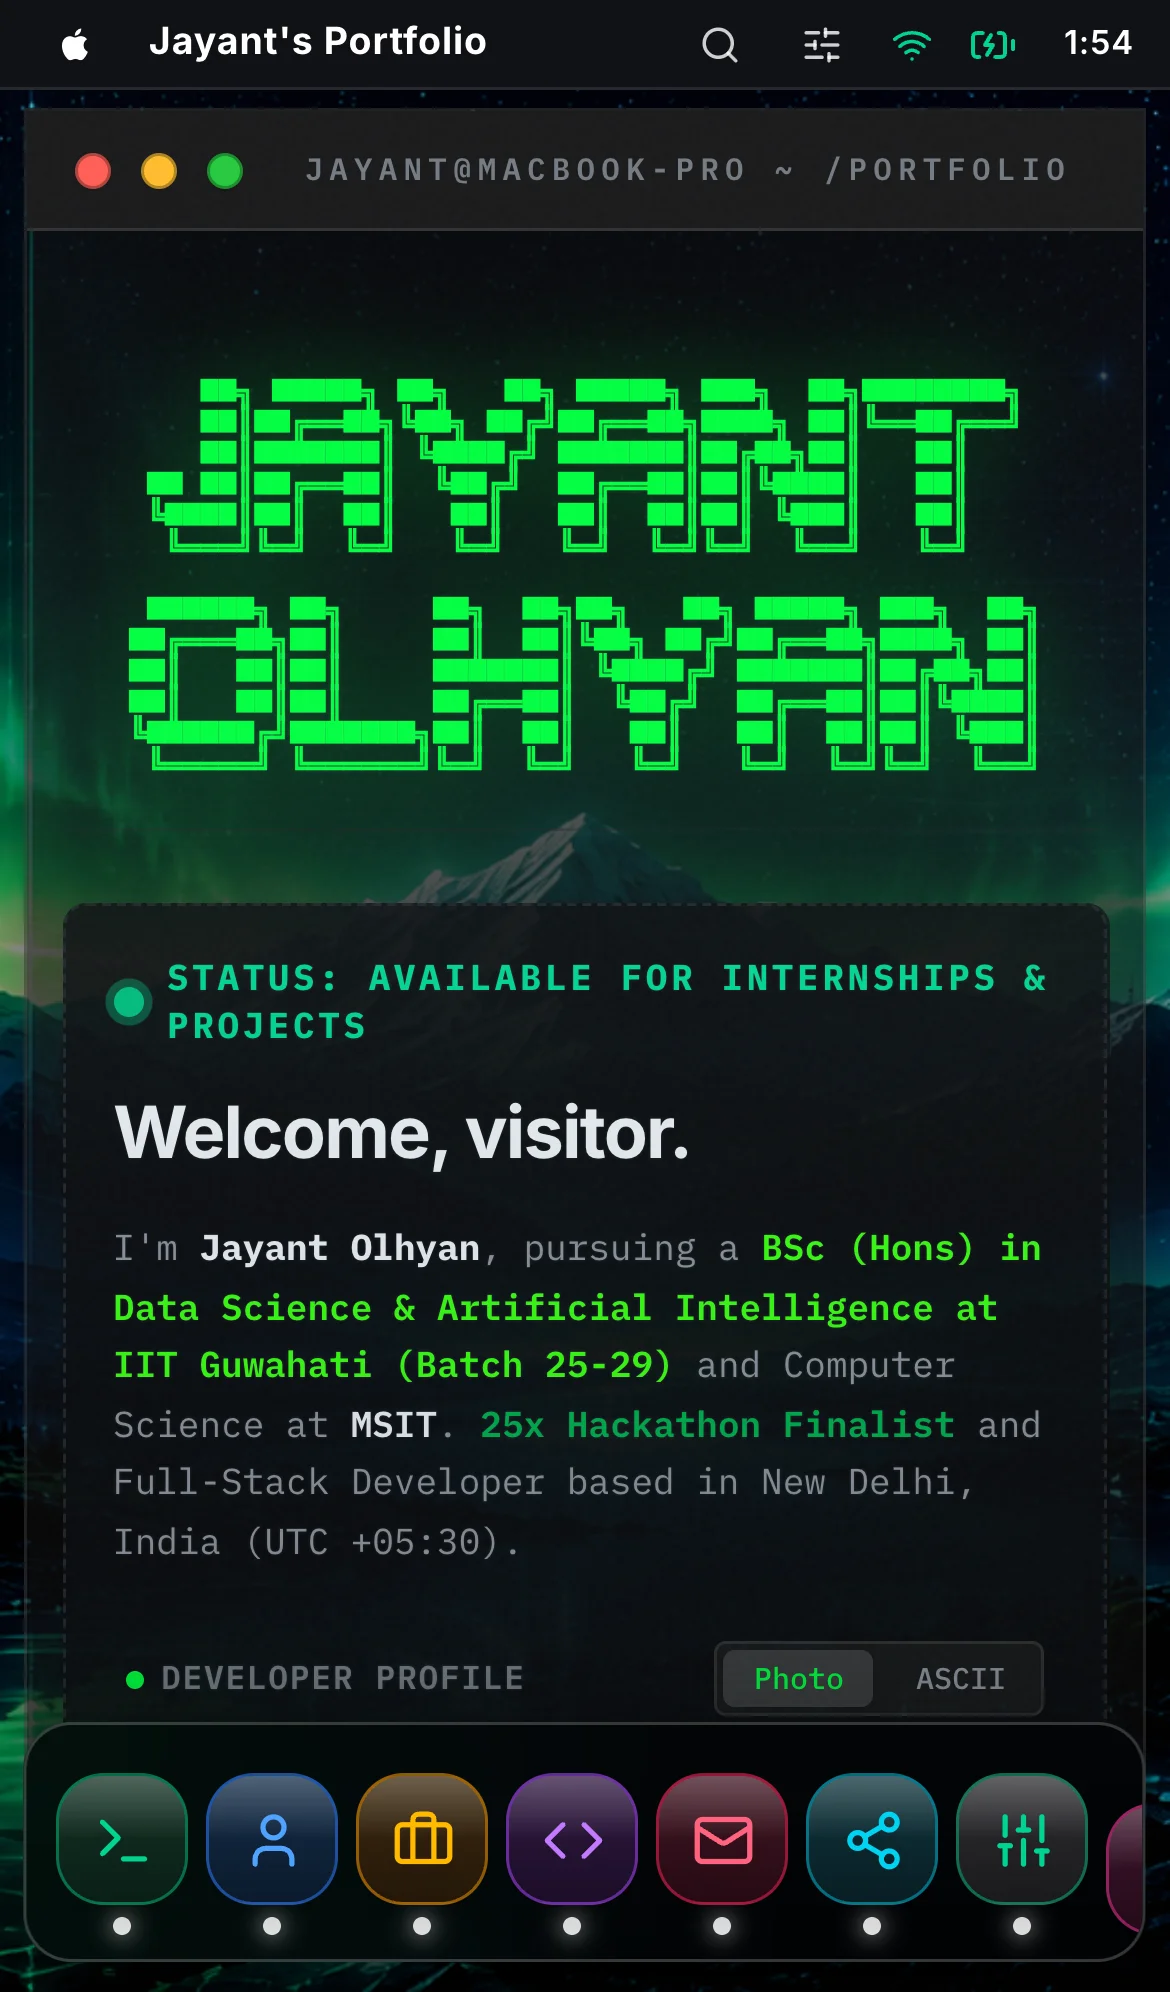 Jayant's Portfolio
1:54
JAYANT@MACBOOK-PRO ~ /PORTFOLIO
JAYANT
OLHYAN
STATUS: AVAILABLE FOR INTERNSHIPS &
PROJECTS
Welcome, visitor.
I'm Jayant Olhyan, pursuing a BSc (Hons) in
Data Science & Artificial Intelligence at
IIT Guwahati (Batch 25-29) and Computer
Science at MSIT. 25x Hackathon Finalist and
Full-Stack Developer based in New Delhi,
India (UTC +05:30).
DEVELOPER PROFILE
Photo
ASCII